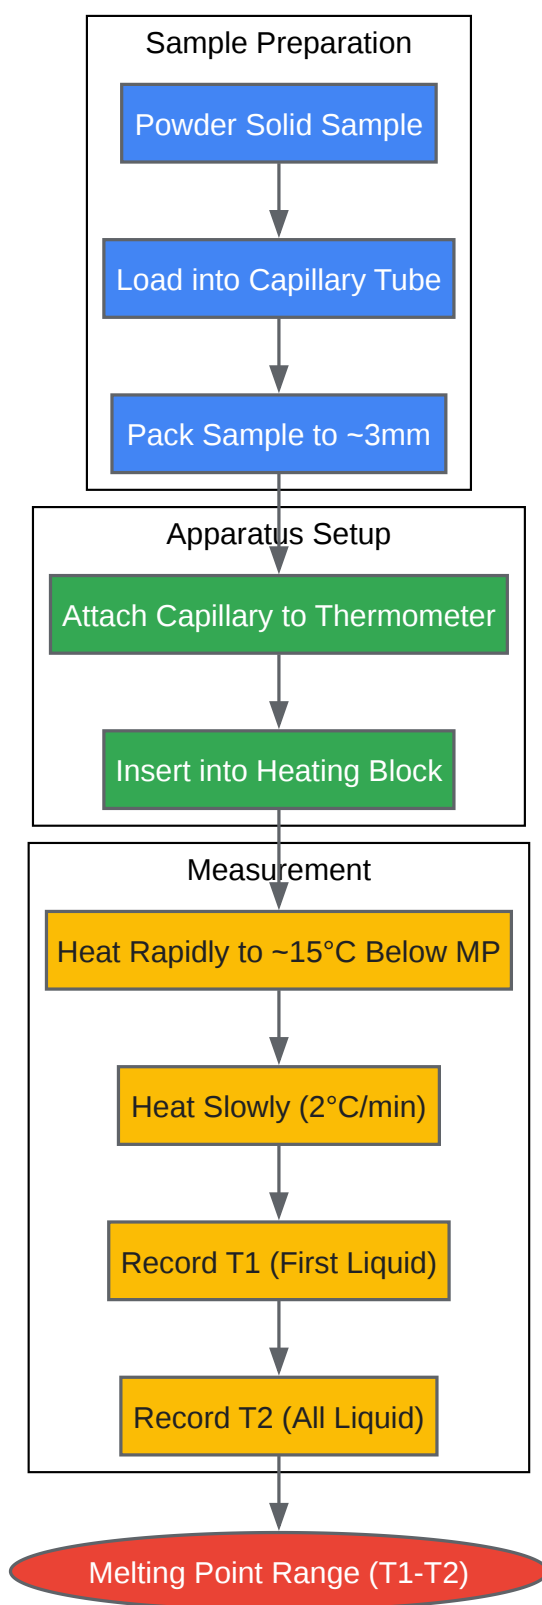 Sample Preparation
Powder Solid Sample
Load into Capillary Tube
Pack Sample to ~3mm
Apparatus Setup
Attach Capillary to Thermometer
Insert into Heating Block
Measurement
Heat Rapidly to ~15°C Below MP
Heat Slowly (2°C/min)
Record T1 (First Liquid)
Record T2 (All Liquid)
Melting Point Range (T1-T2)